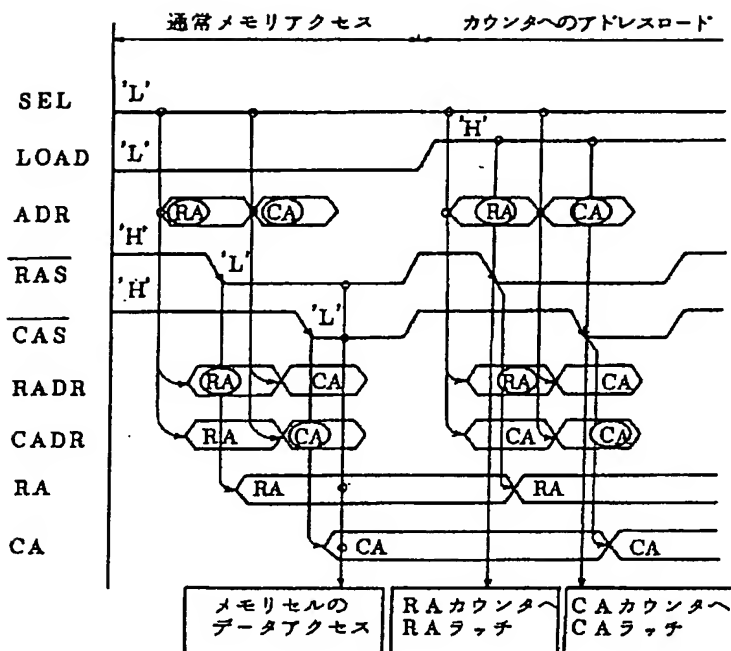 通常メモリアクセス カウンタへのアドレスロード
SEL 'L'
LOAD 'L' 'H'
ADR RA CA RA CA
'H'
RAS 'L'
'H'
CAS 'L'
RADR RA CA RA CA
CADR RA CA CA CA
RA RA RA
CA CA CA
メモリセルの
データアクセス
RAカウンタへ
RAラッチ
CAカウンタへ
CAラッチ